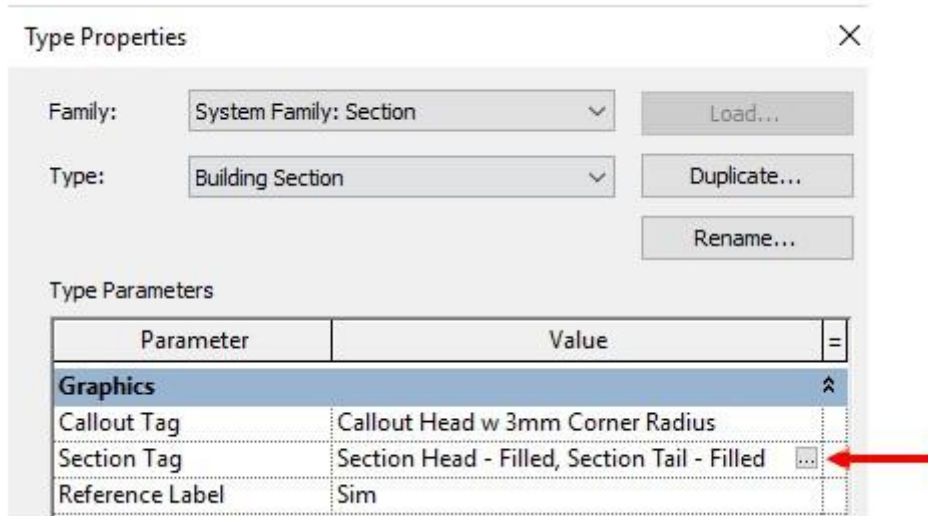 Type Properties
Family: System Family: Section Load...
Type: Building Section Duplicate...
Rename...
Type Parameters
Parameter Value =
Graphics
Callout Tag Callout Head w 3mm Corner Radius
Section Tag Section Head - Filled, Section Tail - Filled ...
Reference Label Sim